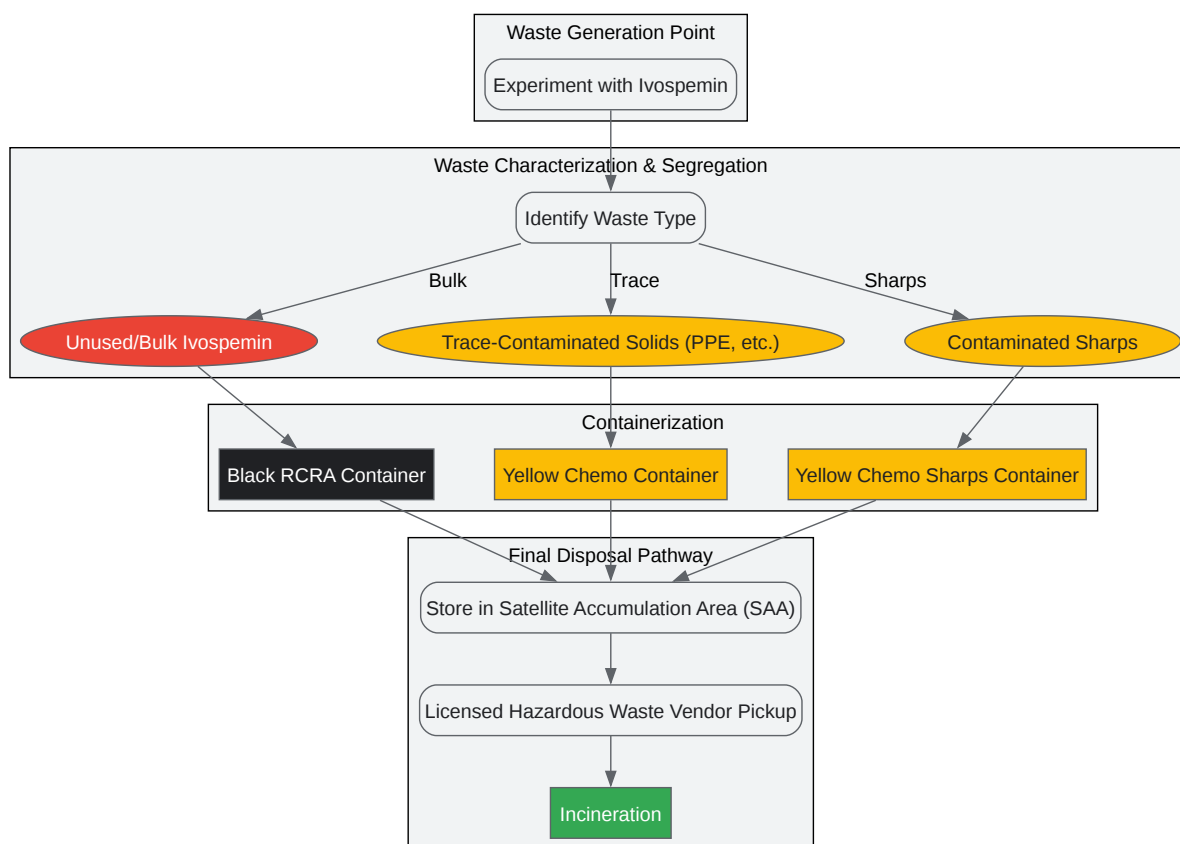 Waste Generation Point
Experiment with Ivospemin
Waste Characterization & Segregation
Identify Waste Type
Bulk
Trace
Sharps
Unused/Bulk Ivospemin
Trace-Contaminated Solids (PPE, etc.)
Contaminated Sharps
Containerization
Black RCRA Container
Yellow Chemo Container
Yellow Chemo Sharps Container
Final Disposal Pathway
Store in Satellite Accumulation Area (SAA)
Licensed Hazardous Waste Vendor Pickup
Incineration